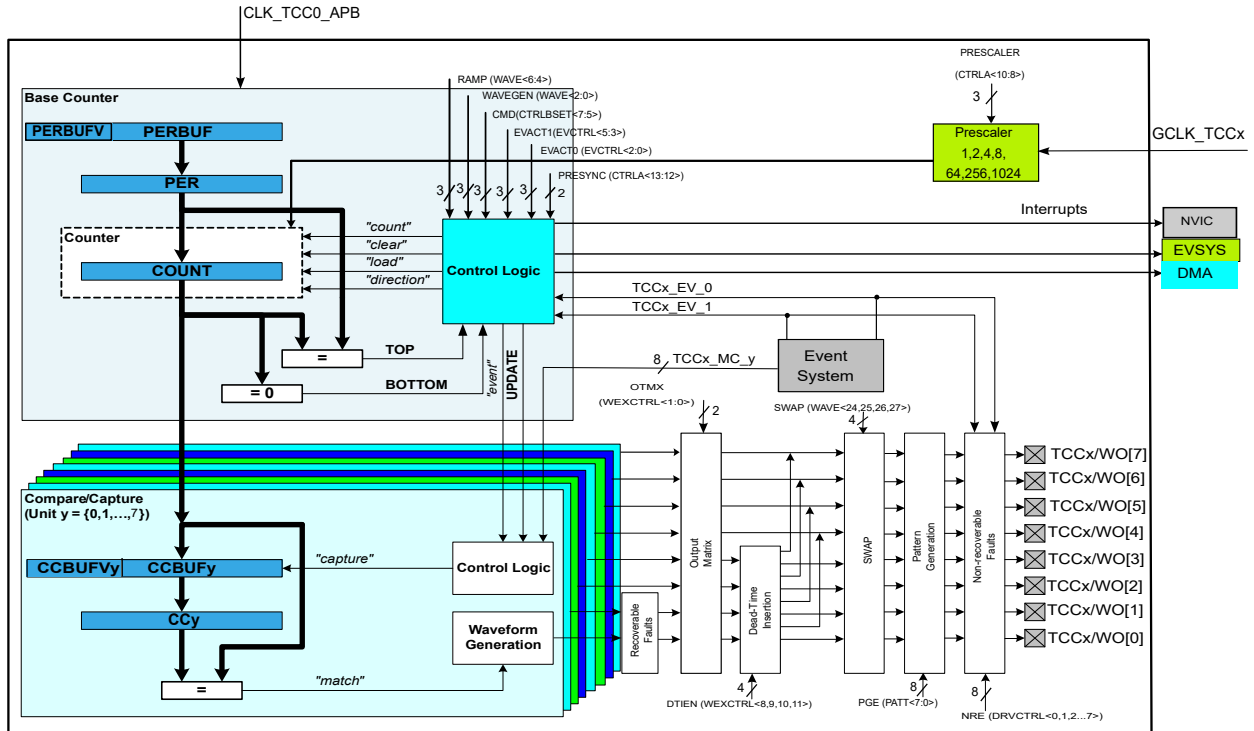 CLK_TCC0_APB
PRESCALER
(CTRLA<10:8>)
3
GCLK_TCCx
Prescaler
1,2,4,8,
64,256,1024
RAMP (WAVE<6:4>)
WAVEGEN (WAVE<2:0>)
CMD(CTRLBSET<7:5>)
EVACT1(EVCTRL<5:3>)
EVACT0 (EVCTRL<2:0>)
PRESYNC (CTRLA<13:12>)
3
3
3
3
3
2
Base Counter
PERBUFV
PERBUF
PER
Counter
COUNT
"count"
"clear"
"load"
"direction"
Control Logic
Interrupts
NVIC
EVSYS
DMA
TCCx_EV_0
TCCx_EV_1
=
TOP
= 0
BOTTOM
"event"
UPDATE
8
TCCx_MC_y
Event
System
OTMX
(WEXCTRL<1:0>)
2
SWAP (WAVE<24,25,26,27>)
4
Compare/Capture
(Unit y = {0,1,...,7})
CCBUFVy
CCBUFy
CCy
=
"capture"
"match"
Control Logic
Waveform
Generation
Recoverable
Faults
Output
Matrix
Dead-Time
Insertion
SWAP
Pattern
Generation
Non-recoverable
Faults
TCCx/WO[7]
TCCx/WO[6]
TCCx/WO[5]
TCCx/WO[4]
TCCx/WO[3]
TCCx/WO[2]
TCCx/WO[1]
TCCx/WO[0]
4
DTIEN (WEXCTRL<8,9,10,11>)
8
PGE (PATT<7:0>)
8
NRE (DRVCTRL<0,1,2...7>)